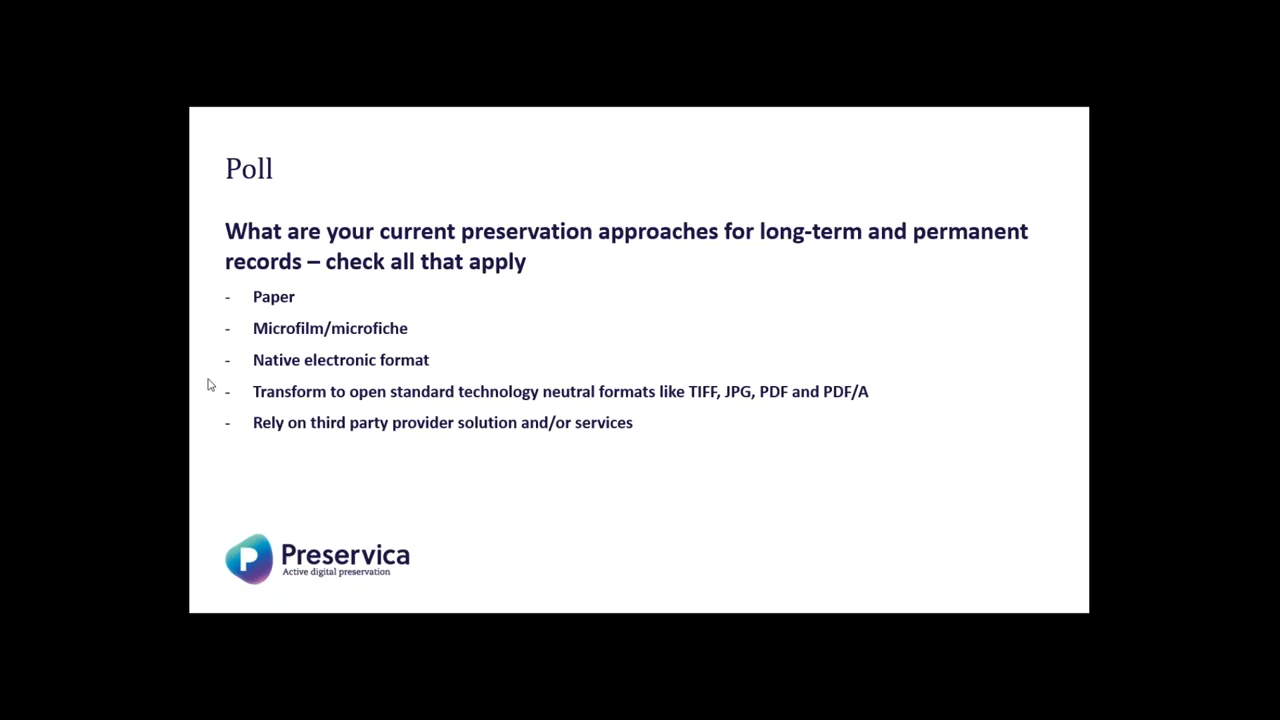 Poll
What are your current preservation approaches for long-term and permanent
records – check all that apply
- Paper
- Microfilm/microfiche
- Native electronic format
- Transform to open standard technology neutral formats like TIFF, JPG, PDF and PDF/A
- Rely on third party provider solution and/or services
P Preservica
Active digital preservation